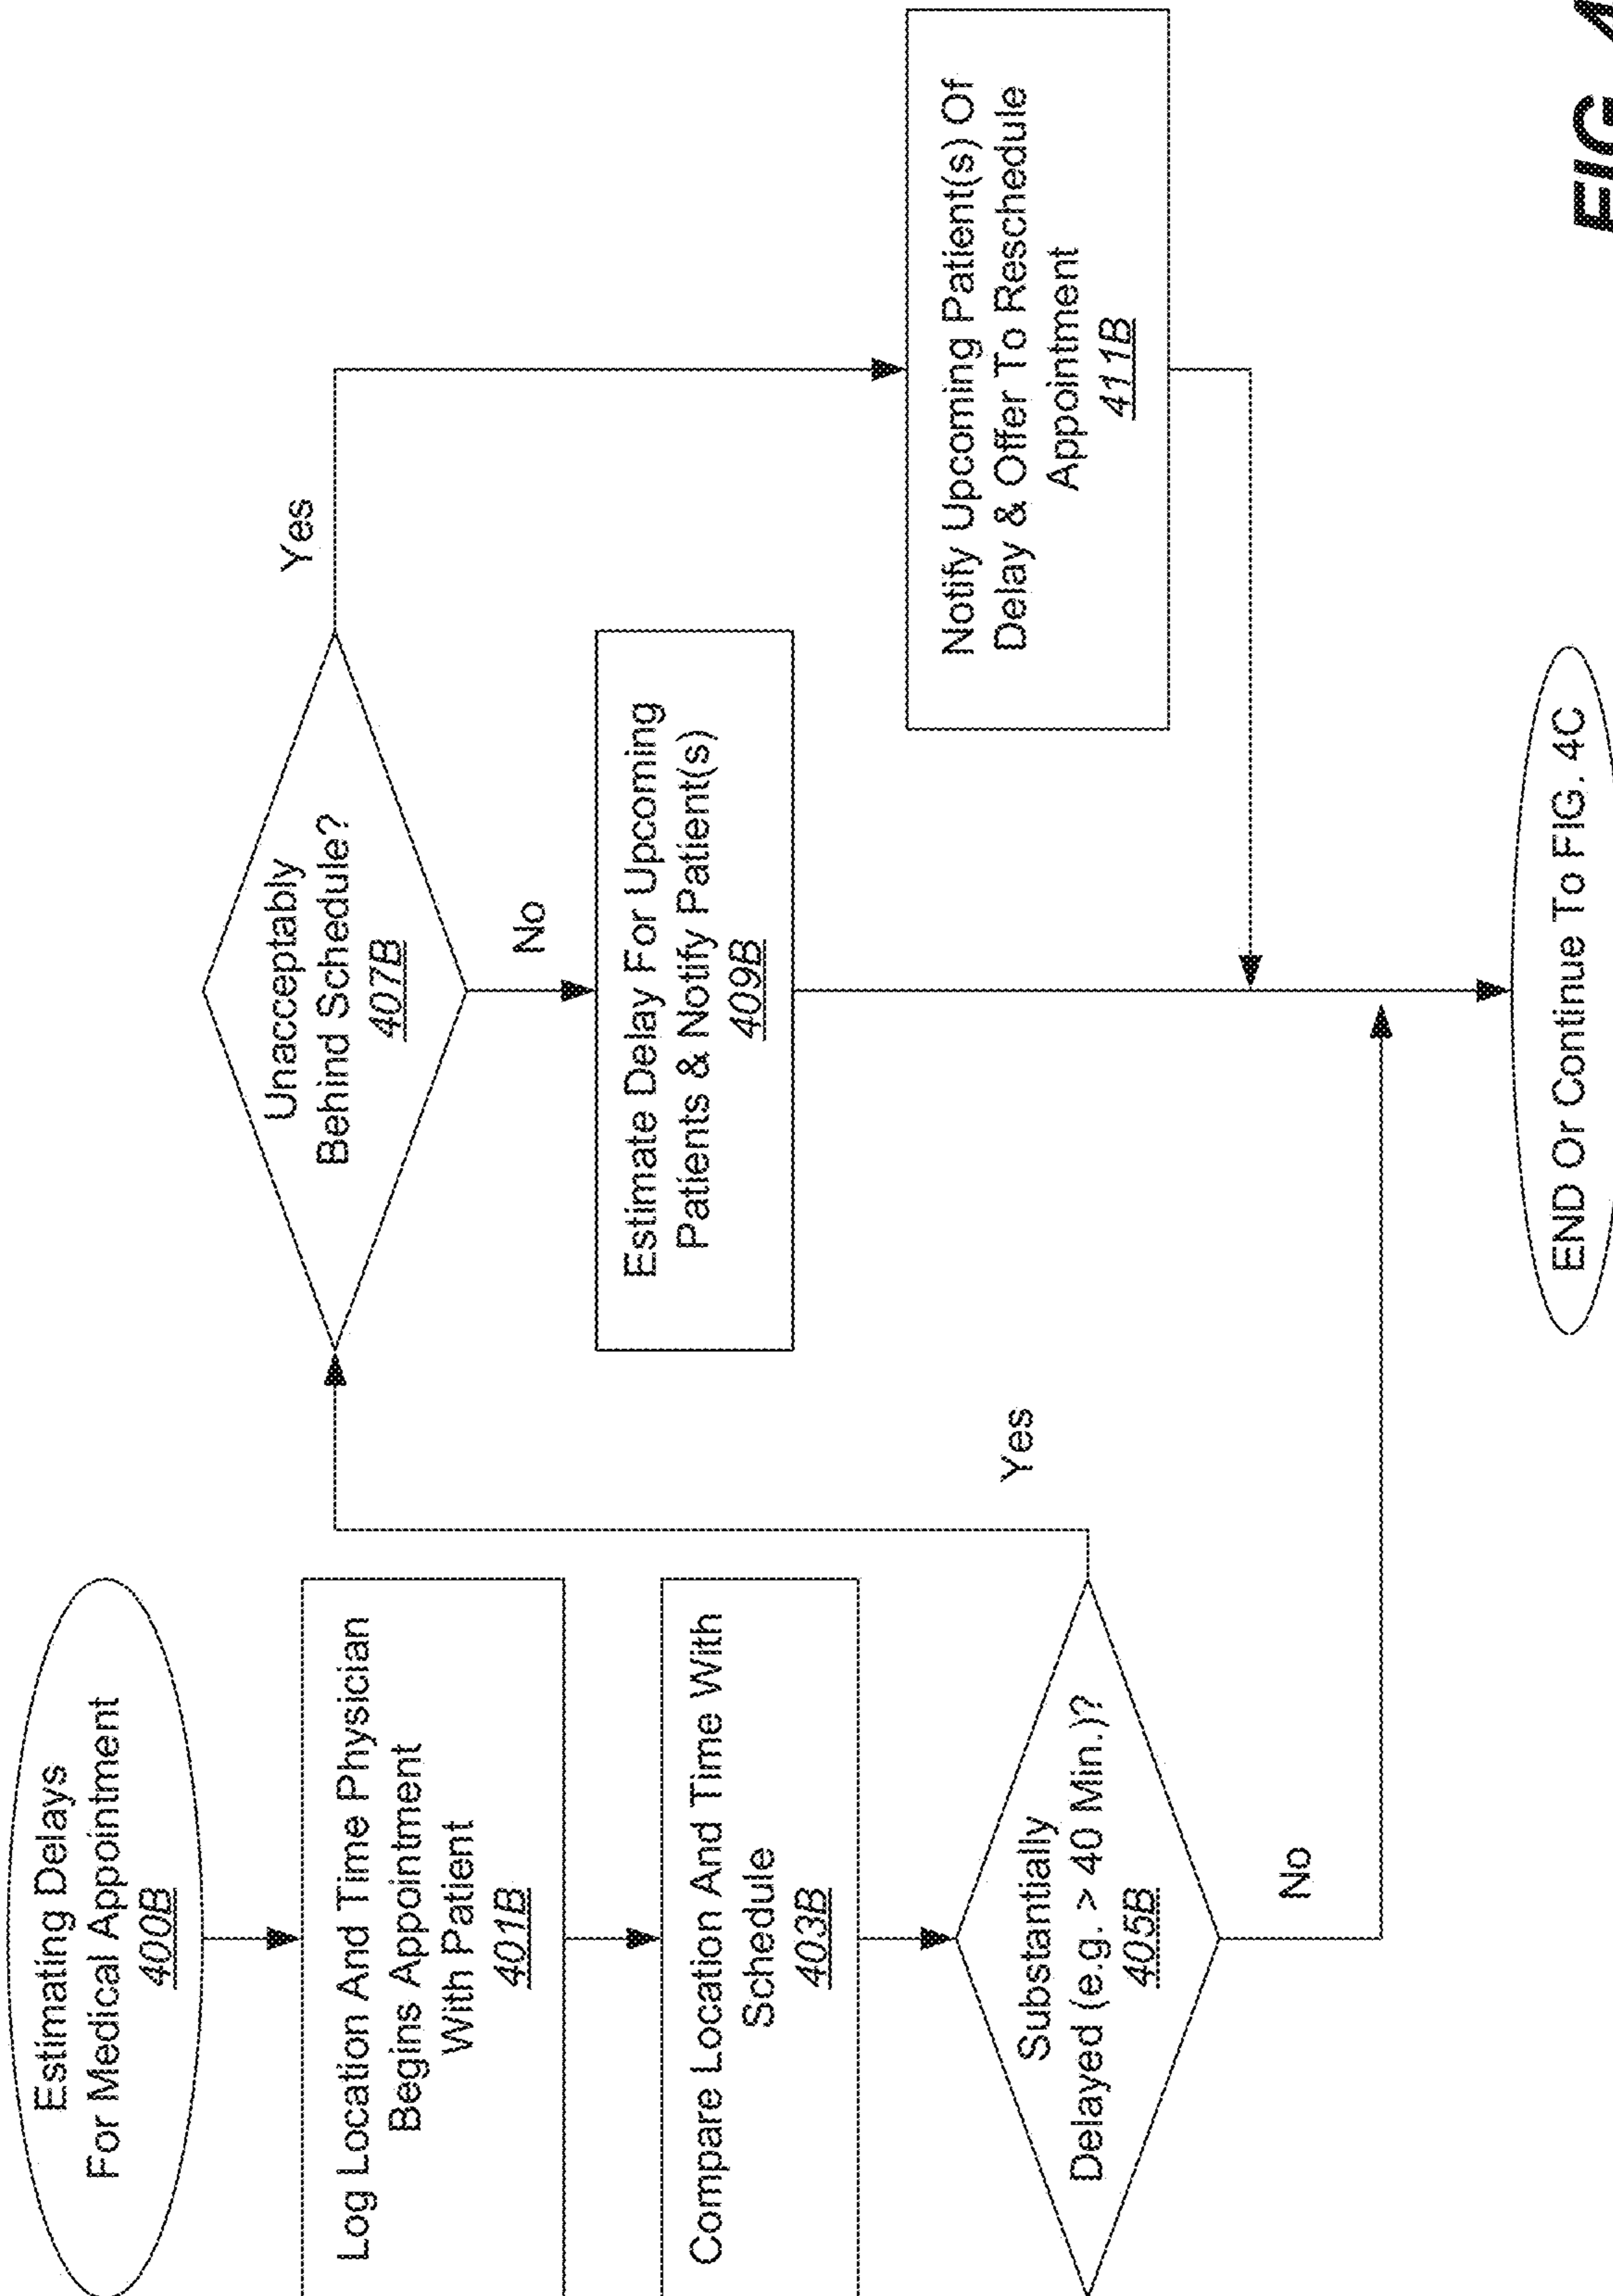 Estimating Delays
For Medical Appointment
400B
Log Location And Time Physician
Begins Appointment
With Patient
401B
Compare Location And Time With
Schedule
403B
Substantially
Delayed (e.g. > 40 Min.)?
405B
Yes
No
Unacceptably
Behind Schedule?
407B
Yes
No
Estimate Delay For Upcoming
Patients & Notify Patient(s)
409B
Notify Upcoming Patient(s) Of
Delay & Offer To Reschedule
Appointment
411B
END Or Continue To FIG. 4C